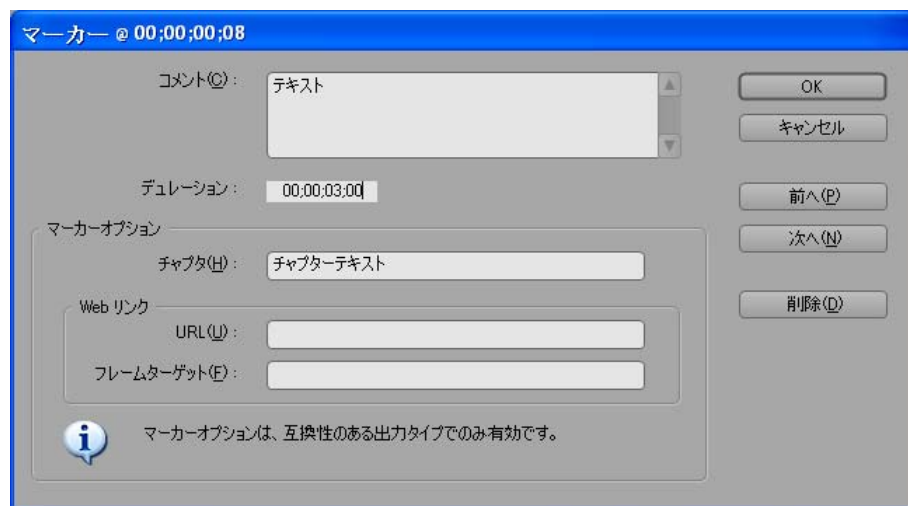 マーカー @ 00;00;00;08
コメント(C):
テキスト
OK
キャンセル
デュレーション:
00;00;03;00
前へ(P)
次へ(N)
削除(D)
マーカーオプション
チャプタ(H):
チャプターテキスト
Web リンク
URL(U):
フレームターゲット(F):
マーカーオプションは、互換性のある出力タイプでのみ有効です。